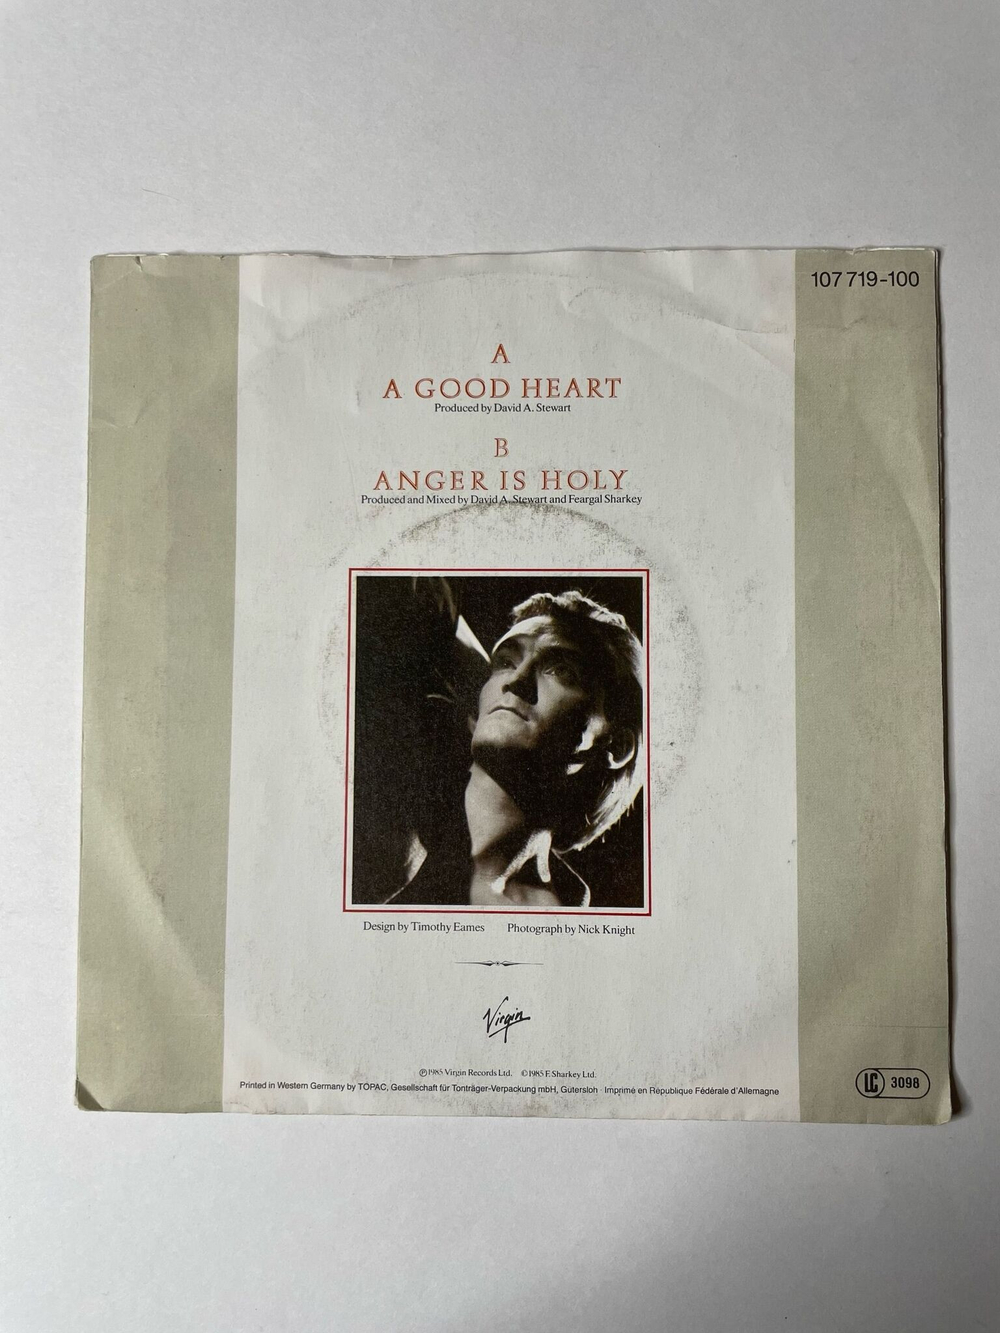 107 719-100
A
A GOOD HEART
Produced by David A. Stewart
B
ANGER IS HOLY
Produced and Mixed by David A. Stewart and Feargal Sharkey
Design by Timothy Eames
Photograph by Nick Knight
Virgin
℗ 1985 Virgin Records Ltd. © 1985 F. Sharkey Ltd.
Printed in Western Germany by TOPAC, Gesellschaft für Tonträger-Verpackung mbH, Gütersloh · Imprimé en République Fédérale d'Allemagne
LC 3098